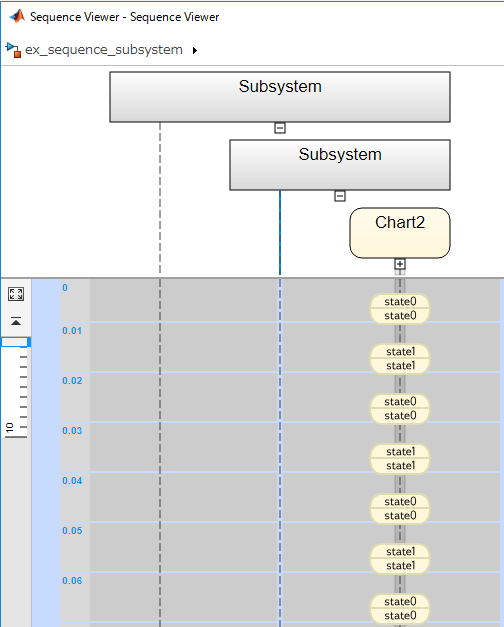 Sequence Viewer - Sequence Viewer
ex_sequence_subsystem
Subsystem
Subsystem
Chart2
0
state0
state0
0.01
state1
state1
0.02
state0
state0
0.03
10
state1
state1
0.04
state0
state0
0.05
state1
state1
0.06
state0
state0